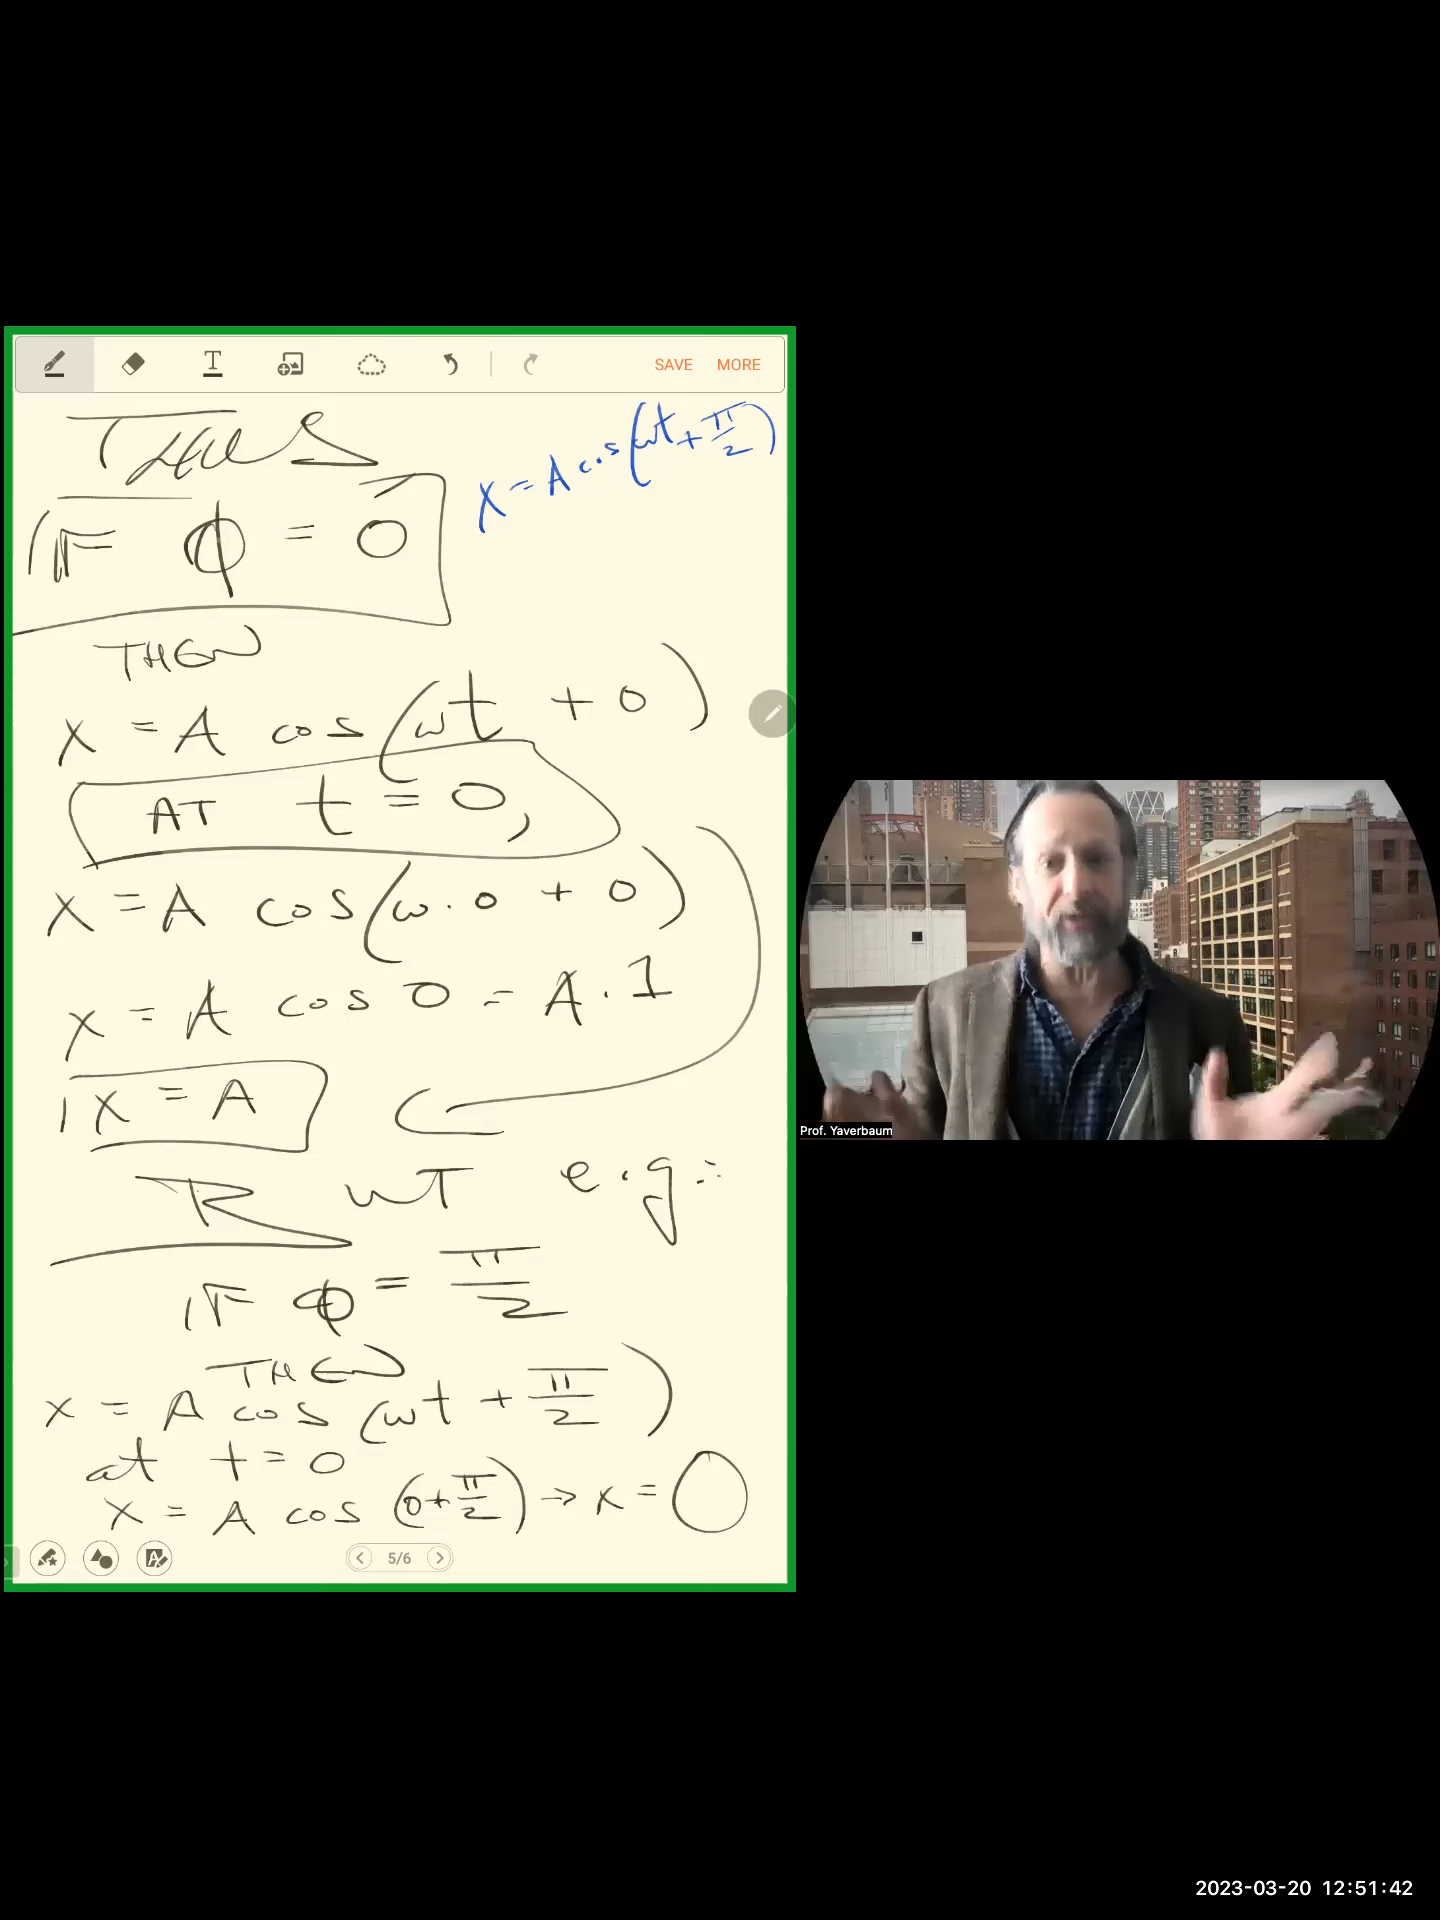 SAVE MORE
THUS
x = A cos(ωt + π/2)
IF ϕ = 0
THEN
x = A cos(ωt + 0)
AT t = 0,
x = A cos(ω·0 + 0)
x = A cos 0 = A·1
x = A
BUT e.g.:
IF ϕ = π/2
THEN
x = A cos(ωt + π/2)
at t = 0
x = A cos(0 + π/2) → x = 0
5/6
Prof. Yaverbaum
2023-03-20 12:51:42